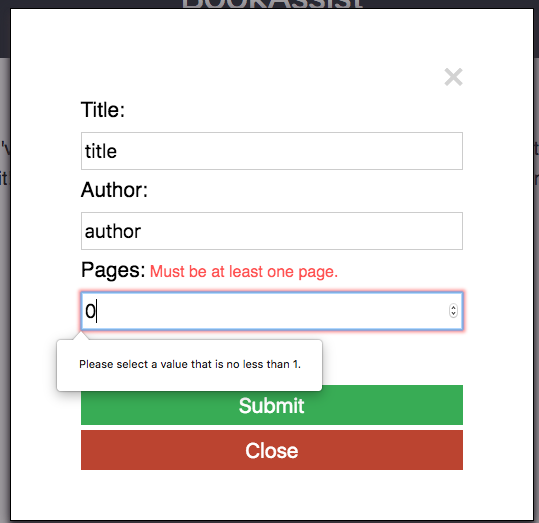 BookAssist
×
Title:
title
Author:
author
Pages: Must be at least one page.
0
Please select a value that is no less than 1.
Submit
Close